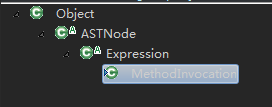 Object
ASTNode
Expression
MethodInvocation